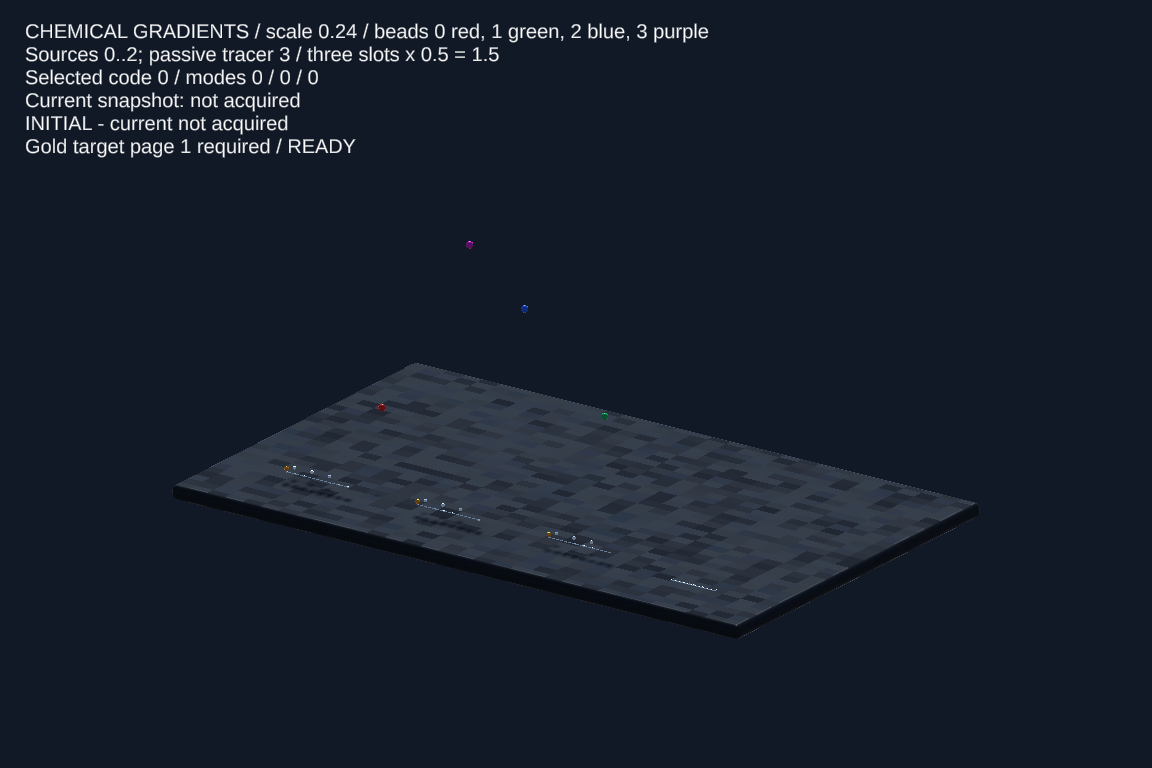 CHEMICAL GRADIENTS / scale 0.24 / beads 0 red, 1 green, 2 blue, 3 purple
Sources 0..2; passive tracer 3 / three slots x 0.5 = 1.5
Selected code 0 / modes 0 / 0 / 0
Current snapshot: not acquired
INITIAL - current not acquired
Gold target page 1 required / READY